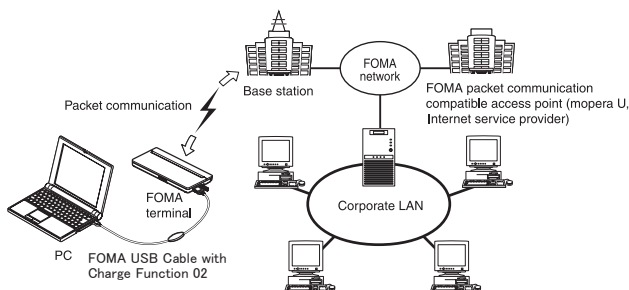 FOMA
network
Base station
FOMA packet communication
compatible access point (mopera U,
Internet service provider)
Packet communication
FOMA
terminal
Corporate LAN
PC
FOMA USB Cable with
Charge Function 02